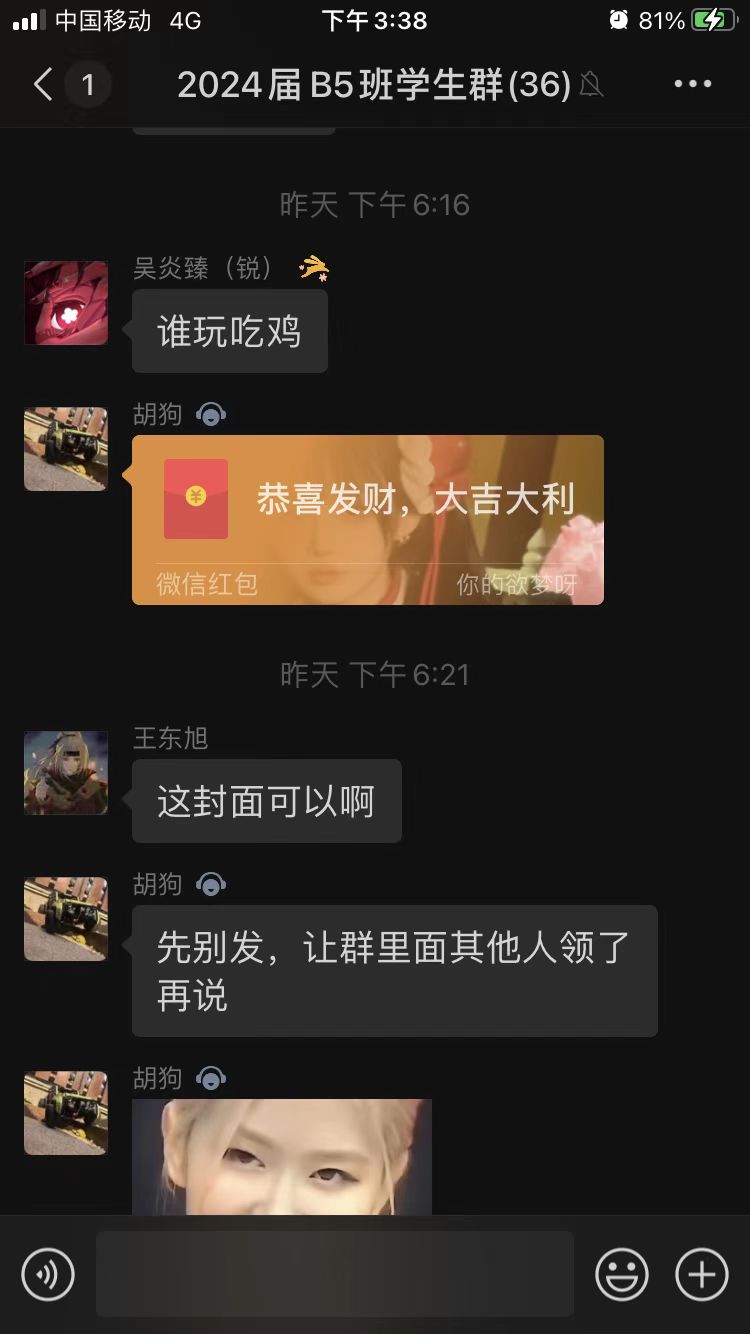 中国移动 4G 下午3:38 81%
1 2024届B5班学生群(36)
昨天 下午6:16
吴炎臻（锐）
谁玩吃鸡
胡狗
¥ 恭喜发财，大吉大利
微信红包 你的欲梦呀
昨天 下午6:21
王东旭
这封面可以啊
胡狗
先别发，让群里面其他人领了
再说
胡狗